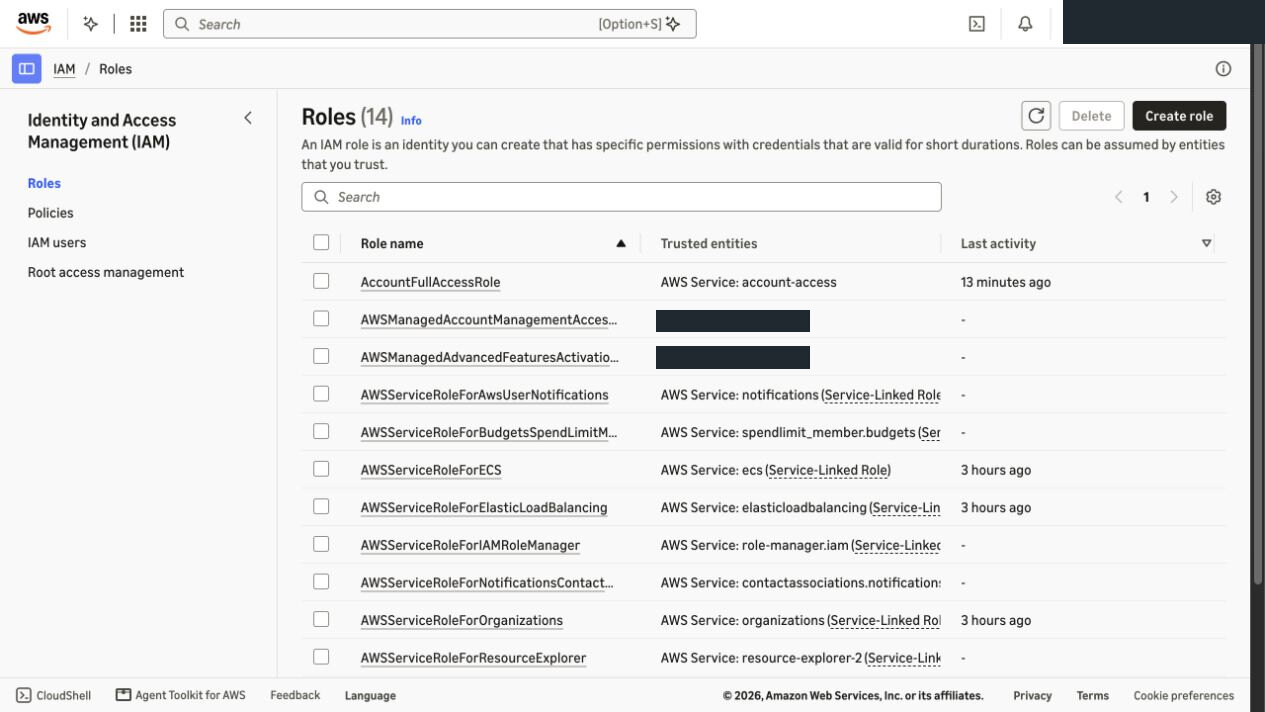 aws
Search [Option+S]
IAM / Roles
Identity and Access
Management (IAM)
Roles
Policies
IAM users
Root access management
Roles (14) Info
Delete
Create role
An IAM role is an identity you can create that has specific permissions with credentials that are valid for short durations. Roles can be assumed by entities
that you trust.
Search
1
Role name Trusted entities Last activity
AccountFullAccessRole AWS Service: account-access 13 minutes ago
AWSManagedAccountManagementAcces... -
AWSManagedAdvancedFeaturesActivatio... -
AWSServiceRoleForAwsUserNotifications AWS Service: notifications (Service-Linked Role -
AWSServiceRoleForBudgetsSpendLimitM... AWS Service: spendlimit_member.budgets (Ser -
AWSServiceRoleForECS AWS Service: ecs (Service-Linked Role) 3 hours ago
AWSServiceRoleForElasticLoadBalancing AWS Service: elasticloadbalancing (Service-Lin 3 hours ago
AWSServiceRoleForIAMRoleManager AWS Service: role-manager.iam (Service-Linked -
AWSServiceRoleForNotificationsContact... AWS Service: contactassociations.notifications -
AWSServiceRoleForOrganizations AWS Service: organizations (Service-Linked Rol 3 hours ago
AWSServiceRoleForResourceExplorer AWS Service: resource-explorer-2 (Service-Link -
CloudShell Agent Toolkit for AWS Feedback Language © 2026, Amazon Web Services, Inc. or its affiliates. Privacy Terms Cookie preferences